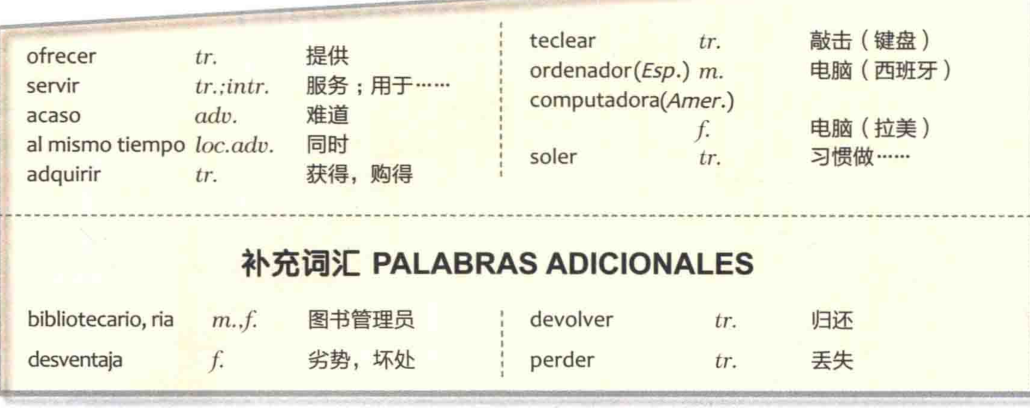 ofrecer tr. 提供
servir tr.;intr. 服务；用于……
acaso adv. 难道
al mismo tiempo loc.adv. 同时
adquirir tr. 获得，购得
teclear tr. 敲击（键盘）
ordenador(Esp.) m. 电脑（西班牙）
computadora(Amer.)
f. 电脑（拉美）
soler tr. 习惯做……
补充词汇 PALABRAS ADICIONALES
bibliotecario, ria m.,f. 图书管理员
desventaja f. 劣势，坏处
devolver tr. 归还
perder tr. 丢失